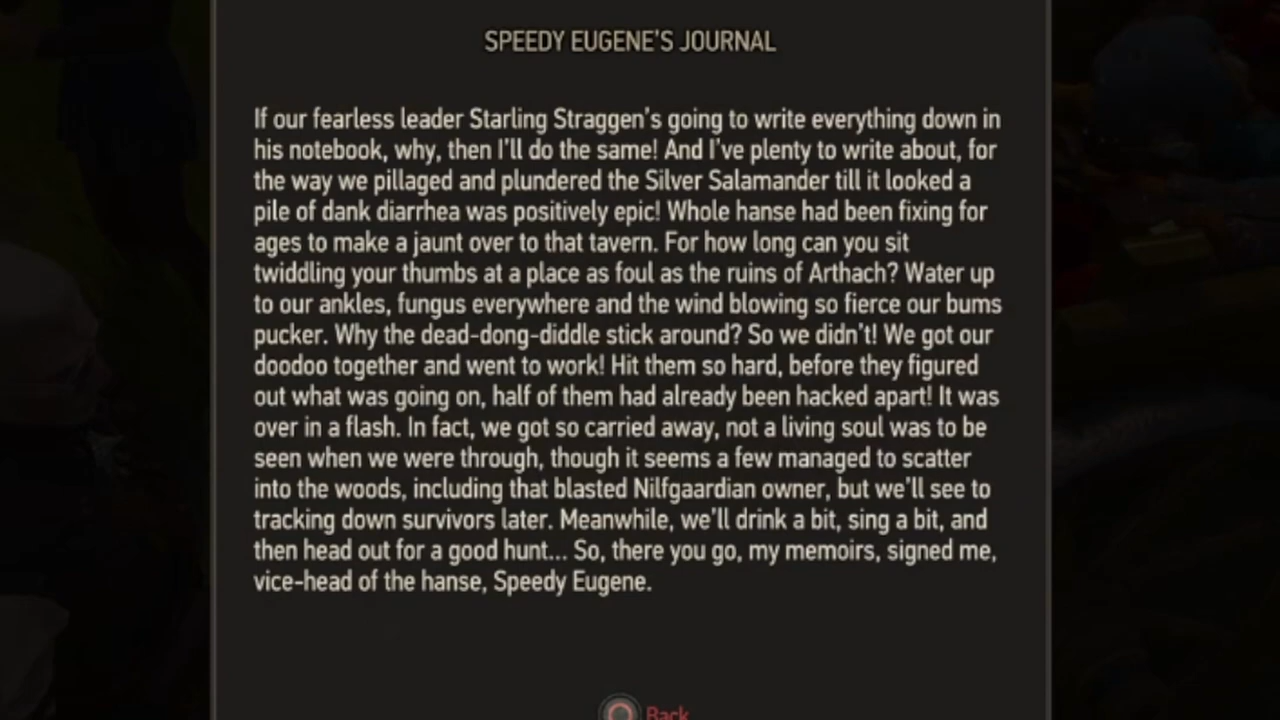 SPEEDY EUGENE'S JOURNAL
If our fearless leader Starling Straggen's going to write everything down in
his notebook, why, then I'll do the same! And I've plenty to write about, for
the way we pillaged and plundered the Silver Salamander till it looked a
pile of dank diarrhea was positively epic! Whole hanse had been fixing for
ages to make a jaunt over to that tavern. For how long can you sit
twiddling your thumbs at a place as foul as the ruins of Arthach? Water up
to our ankles, fungus everywhere and the wind blowing so fierce our bums
pucker. Why the dead-dong-diddle stick around? So we didn't! We got our
doodoo together and went to work! Hit them so hard, before they figured
out what was going on, half of them had already been hacked apart! It was
over in a flash. In fact, we got so carried away, not a living soul was to be
seen when we were through, though it seems a few managed to scatter
into the woods, including that blasted Nilfgaardian owner, but we'll see to
tracking down survivors later. Meanwhile, we'll drink a bit, sing a bit, and
then head out for a good hunt... So, there you go, my memoirs, signed me,
vice-head of the hanse, Speedy Eugene.
Back